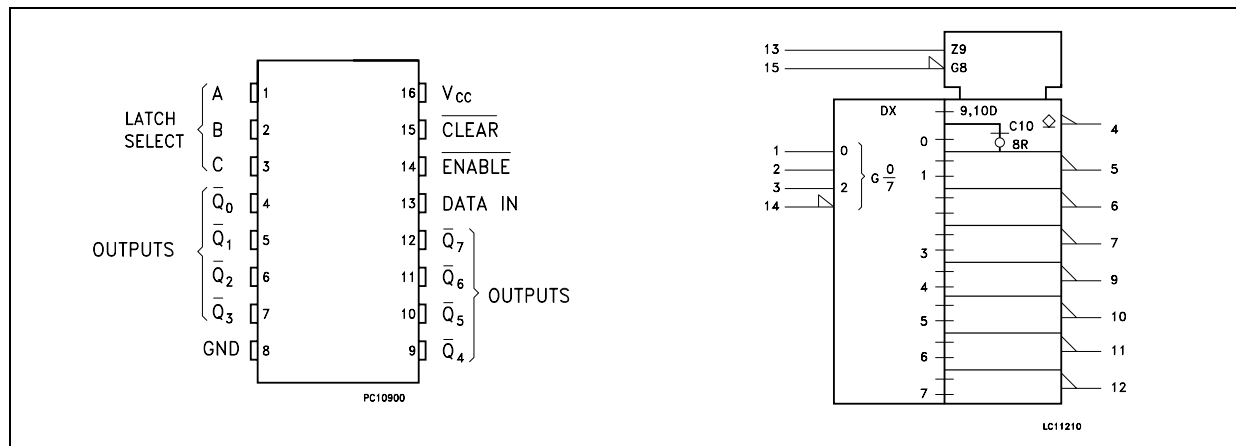 A 1 16 V̅CC
LATCH SELECT
B 2 15 C̅L̅E̅A̅R̅
C 3 14 E̅N̅A̅B̅L̅E̅
Q̅0 4 13 DATA IN
OUTPUTS
Q̅1 5 12 Q̅7
Q̅2 6 11 Q̅6
OUTPUTS
Q̅3 7 10 Q̅5
GND 8 9 Q̅4
PC10900
13 Z9
15 G8
DX 9,10D
C10 4
0 8R
1 0 5
2 1
3 2 G 0/7 6
14
2 7
3 9
4
5 10
6 11
7 12
LC11210